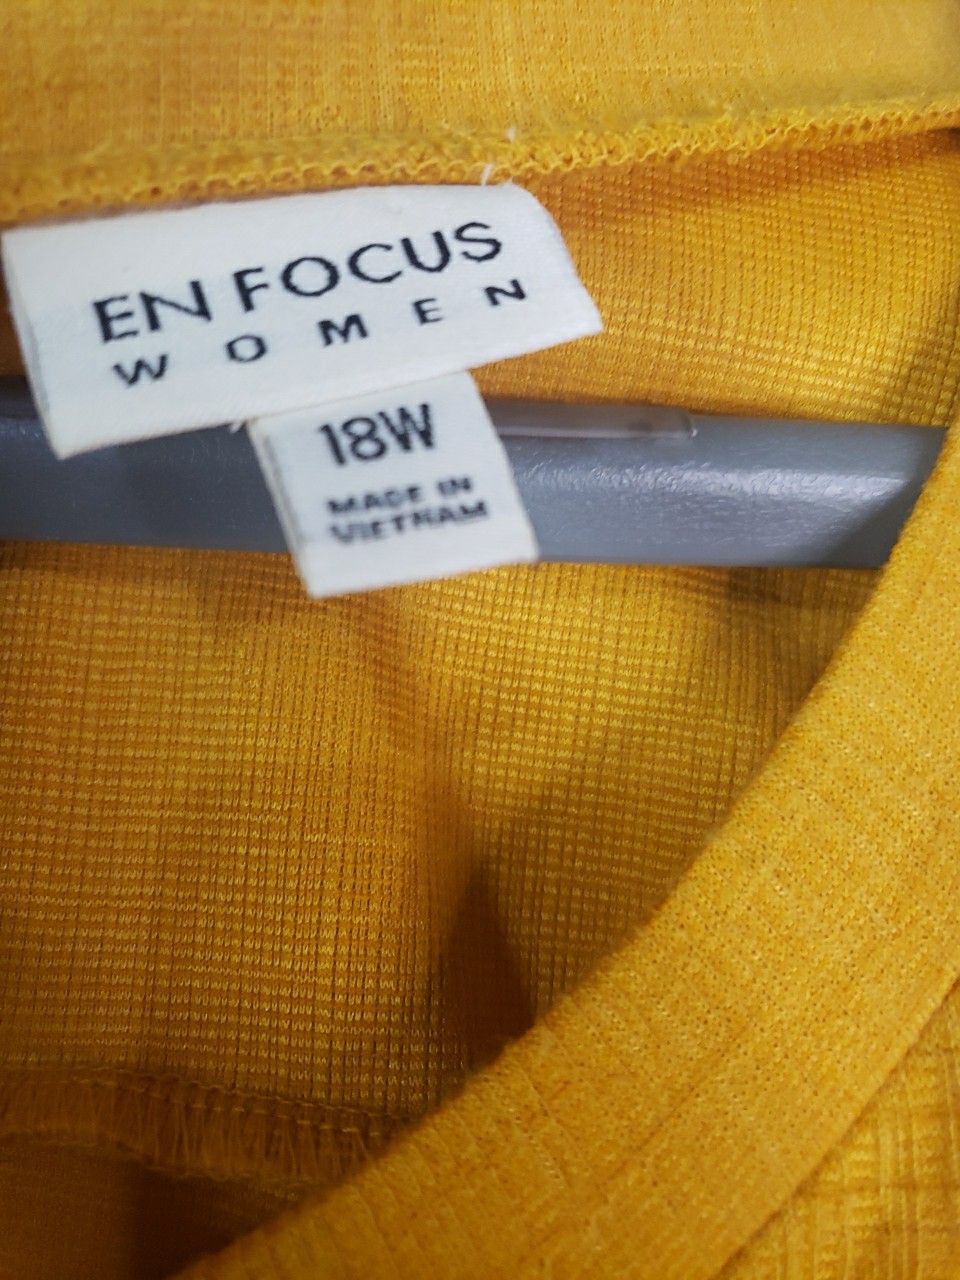 EN FOCUS
WOMEN
18W
MADE IN
VIETNAM